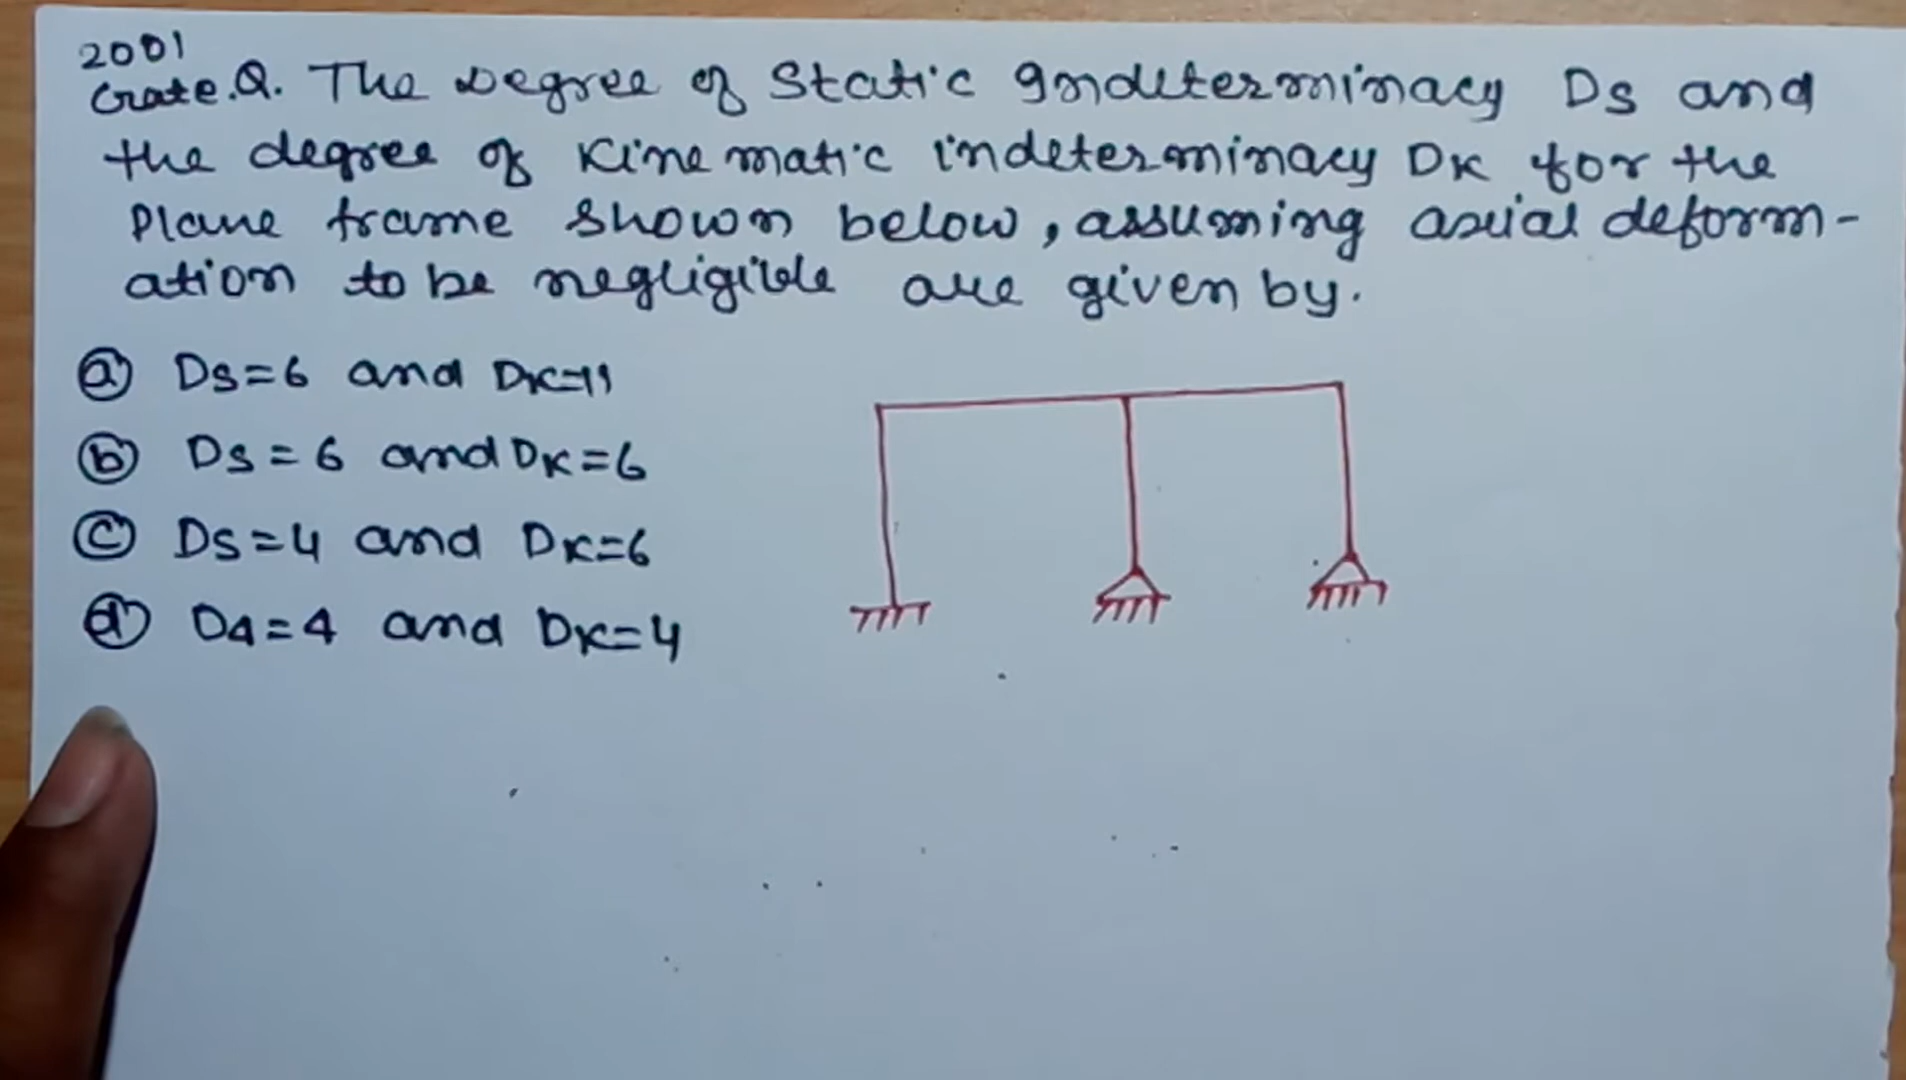 2001
Gate.Q. The Degree of Static Indeterminacy Ds and
the degree of Kinematic indeterminacy DK for the
Plane frame shown below, assuming axial deform-
ation to be negligible are given by.
(a) Ds=6 and DK=11
(b) Ds=6 and DK=6
(c) Ds=4 and DK=6
(d) Ds=4 and DK=4